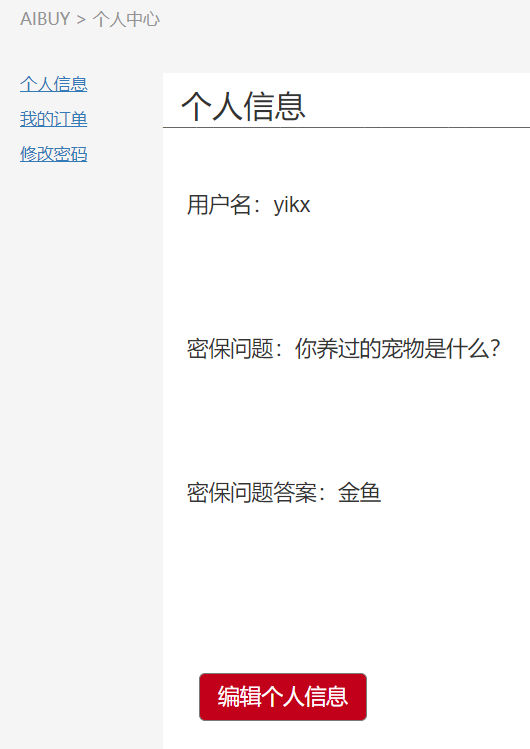 AIBUY > 个人中心
个人信息
我的订单
修改密码
个人信息
用户名：yikx
密保问题：你养过的宠物是什么？
密保问题答案：金鱼
编辑个人信息